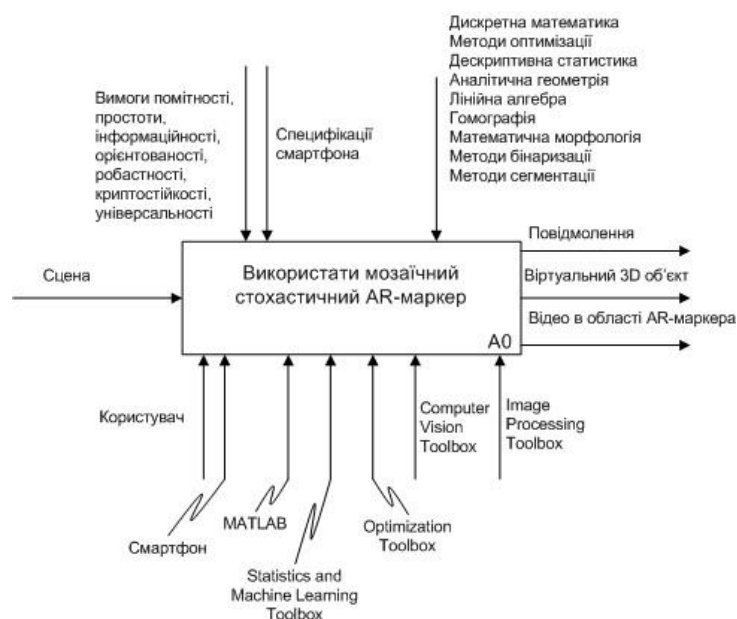 Дискретна математика
Методи оптимізації
Дескриптивна статистика
Аналітична геометрія
Лінійна алгебра
Гомографія
Математична морфологія
Методи бінаризації
Методи сегментації
Вимоги помітності,
простоти,
інформаційності,
орієнтованості,
робастності,
криптостійкості,
універсальності
Специфікації
смартфона
Сцена
Використати мозаїчний
стохастичний AR-маркер
A0
Повідмолення
Віртуальний 3D об'єкт
Відео в області AR-маркера
Користувач
Смартфон
MATLAB
Statistics and
Machine Learning
Toolbox
Optimization
Toolbox
Computer
Vision
Toolbox
Image
Processing
Toolbox